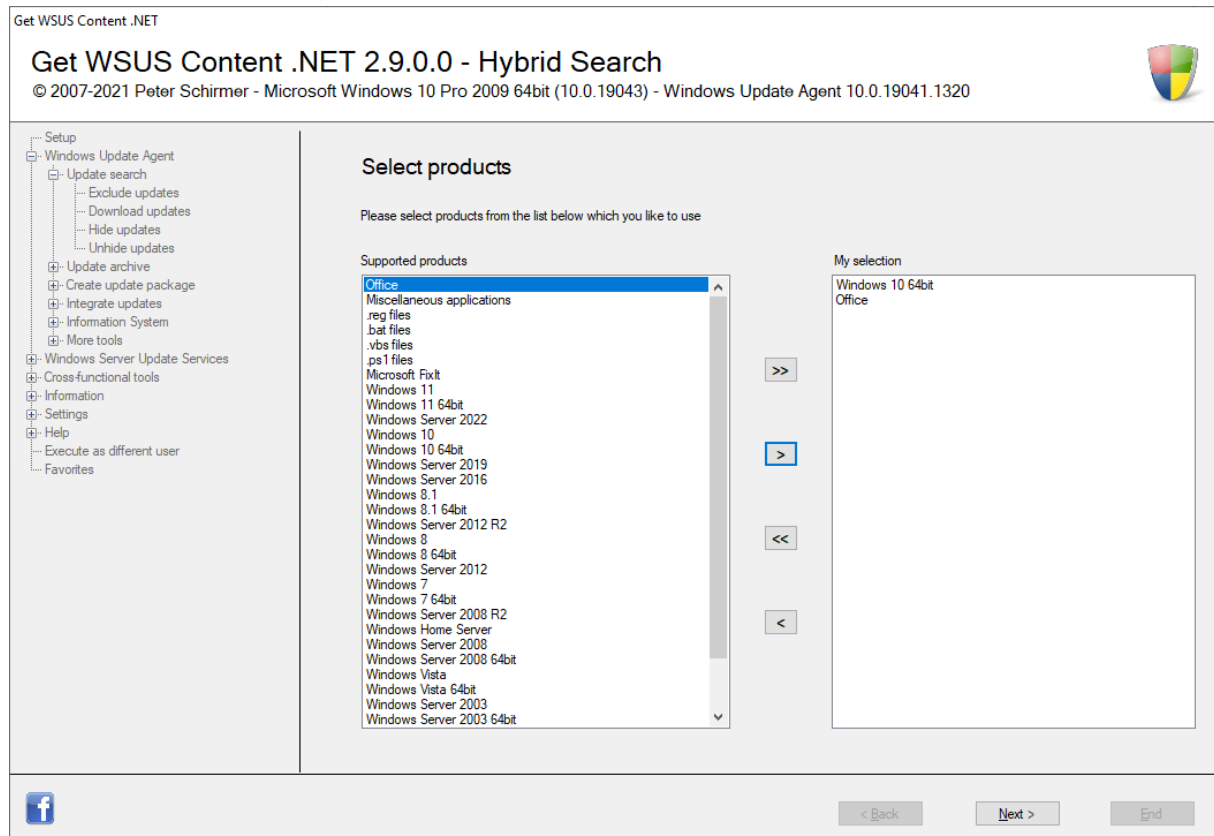 Get WSUS Content .NET
Get WSUS Content .NET 2.9.0.0 - Hybrid Search
© 2007-2021 Peter Schirmer - Microsoft Windows 10 Pro 2009 64bit (10.0.19043) - Windows Update Agent 10.0.19041.1320
Setup
Windows Update Agent
Update search
Exclude updates
Download updates
Hide updates
Unhide updates
Update archive
Create update package
Integrate updates
Information System
More tools
Windows Server Update Services
Cross-functional tools
Information
Settings
Help
Execute as different user
Favorites
Select products
Please select products from the list below which you like to use
Supported products
Office
Miscellaneous applications
.reg files
.bat files
.vbs files
.ps1 files
Microsoft FixIt
Windows 11
Windows 11 64bit
Windows Server 2022
Windows 10
Windows 10 64bit
Windows Server 2019
Windows Server 2016
Windows 8.1
Windows 8.1 64bit
Windows Server 2012 R2
Windows 8
Windows 8 64bit
Windows Server 2012
Windows 7
Windows 7 64bit
Windows Server 2008 R2
Windows Home Server
Windows Server 2008
Windows Server 2008 64bit
Windows Vista
Windows Vista 64bit
Windows Server 2003
Windows Server 2003 64bit
>>
>
<<
<
My selection
Windows 10 64bit
Office
f
< Back
Next >
End